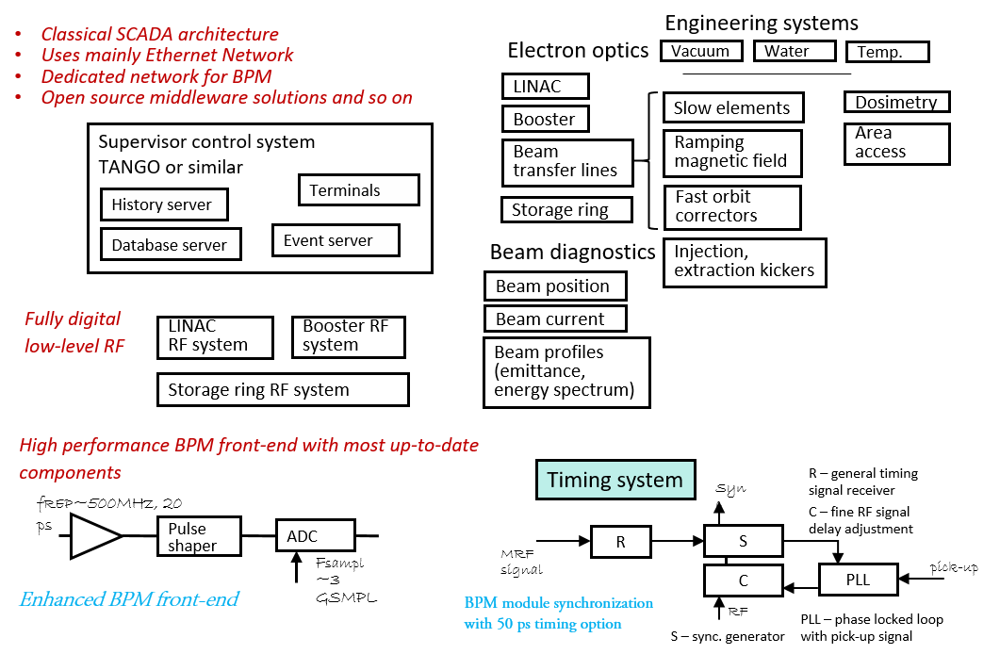 • Classical SCADA architecture
• Uses mainly Ethernet Network
• Dedicated network for BPM
• Open source middleware solutions and so on
Supervisor control system
TANGO or similar
History server
Terminals
Database server
Event server
Engineering systems
Vacuum
Water
Temp.
Electron optics
LINAC
Booster
Beam
transfer lines
Storage ring
Slow elements
Ramping
magnetic field
Fast orbit
correctors
Injection,
extraction kickers
Dosimetry
Area
access
Beam diagnostics
Beam position
Beam current
Beam profiles
(emittance,
energy spectrum)
Fully digital
low-level RF
LINAC
RF system
Booster RF
system
Storage ring RF system
High performance BPM front-end with most up-to-date
components
fREP~500MHz, 20
ps
Pulse
shaper
ADC
Fsampl
~3
GSMPL
Enhanced BPM front-end
Timing system
R – general timing
signal receiver
C – fine RF signal
delay adjustment
Syn
MRF
signal
R
S
C
PLL
pick-up
RF
BPM module synchronization
with 50 ps timing option
S – sync. generator
PLL – phase locked loop
with pick-up signal